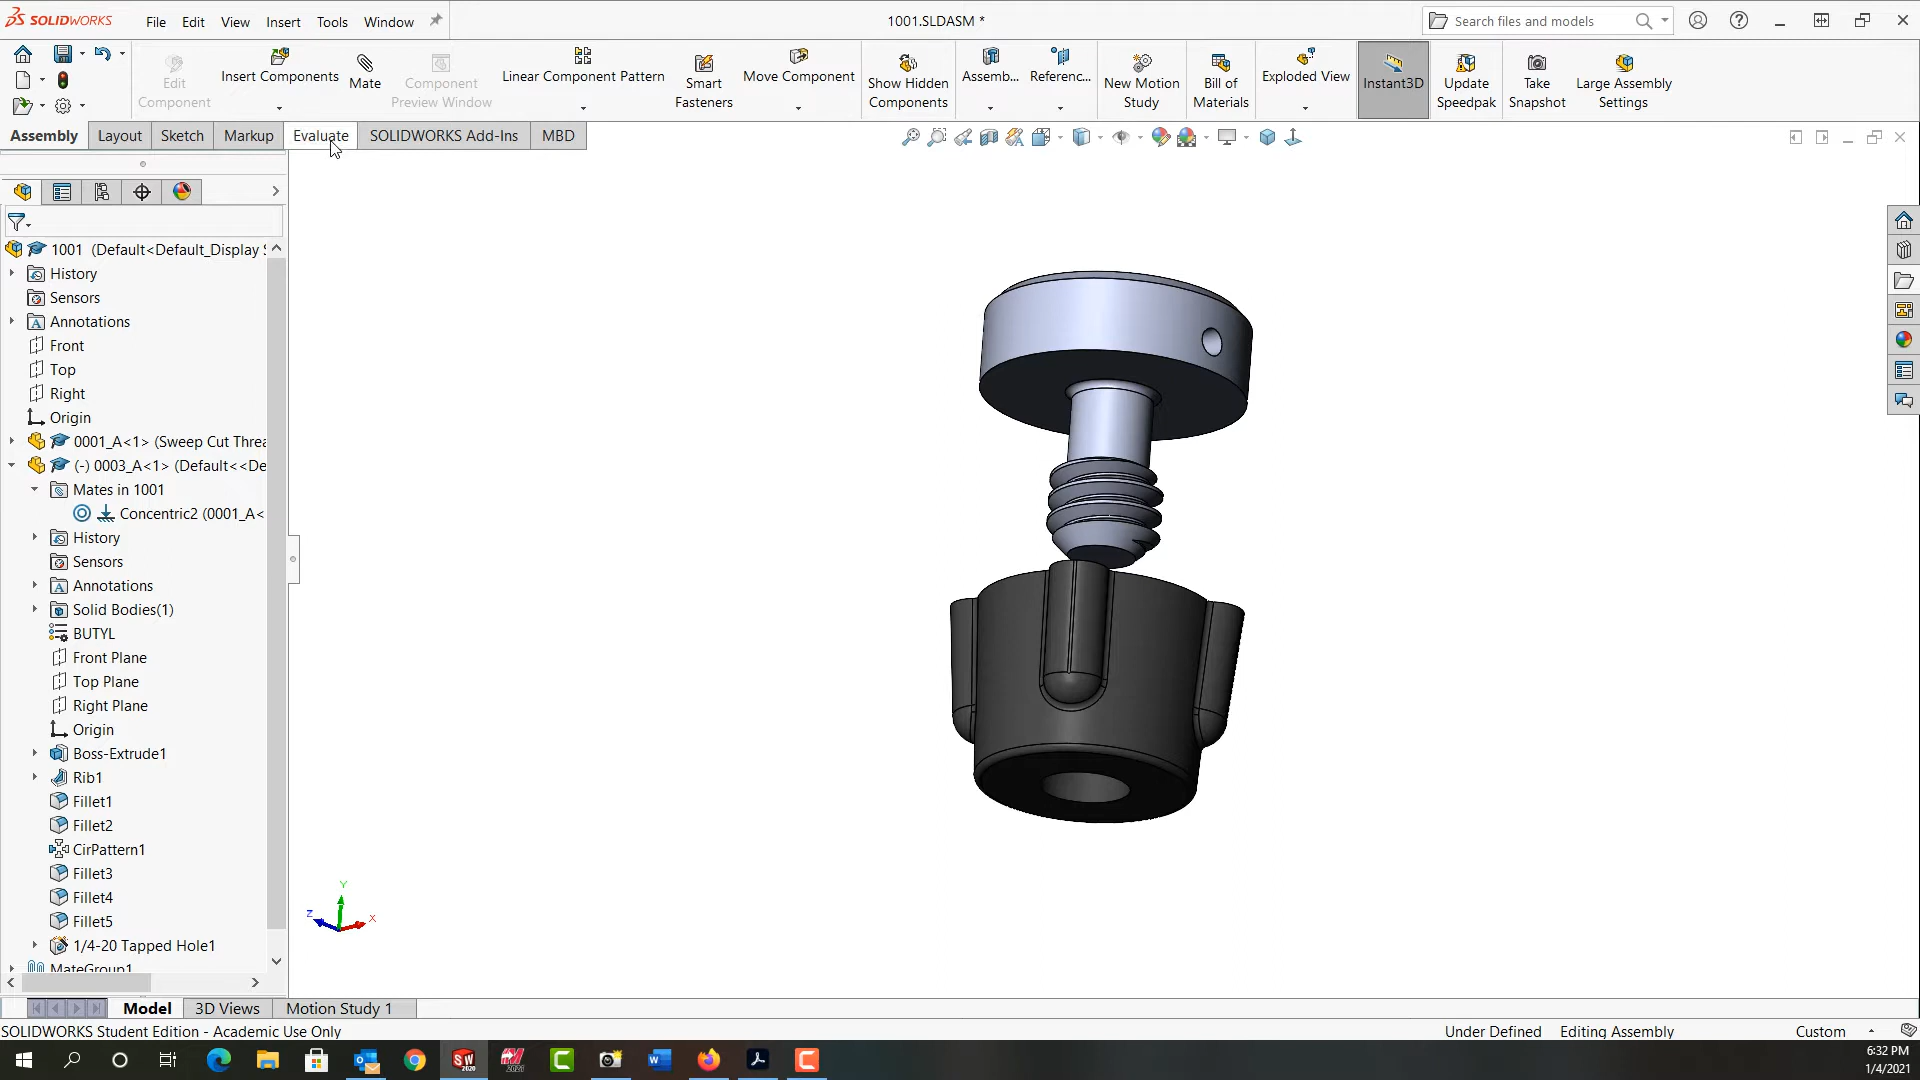 SOLIDWORKS File Edit View Insert Tools Window 1001.SLDASM * Search files and models
Edit Component
Insert Components
Mate
Component Preview Window
Linear Component Pattern
Smart Fasteners
Move Component
Show Hidden Components
Assemb...
Referenc...
New Motion Study
Bill of Materials
Exploded View
Instant3D
Update Speedpak
Take Snapshot
Large Assembly Settings
Assembly Layout Sketch Markup Evaluate SOLIDWORKS Add-Ins MBD
1001 (Default<Default_Display
History
Sensors
Annotations
Front
Top
Right
Origin
0001_A<1> (Sweep Cut Threa
(-) 0003_A<1> (Default<<De
Mates in 1001
Concentric2 (0001_A<
History
Sensors
Annotations
Solid Bodies(1)
BUTYL
Front Plane
Top Plane
Right Plane
Origin
Boss-Extrude1
Rib1
Fillet1
Fillet2
CirPattern1
Fillet3
Fillet4
Fillet5
1/4-20 Tapped Hole1
MateGroup1
Y
Z
X
Model 3D Views Motion Study 1
SOLIDWORKS Student Edition - Academic Use Only Under Defined Editing Assembly Custom
6:32 PM
1/4/2021